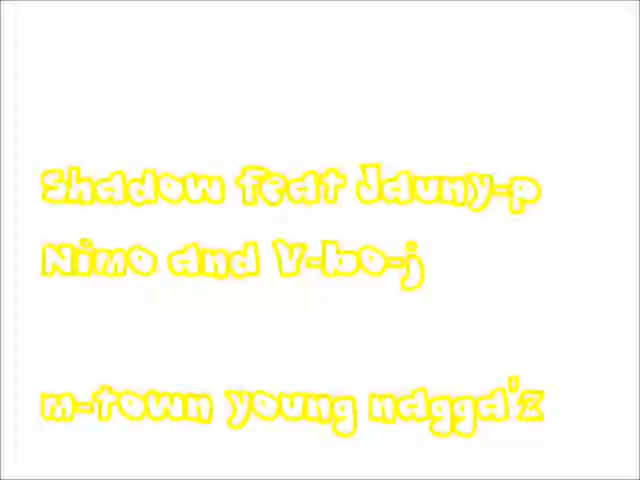 Shadow feat Jauny-p
Nimo and V-bo-j
m-town young nagga'z